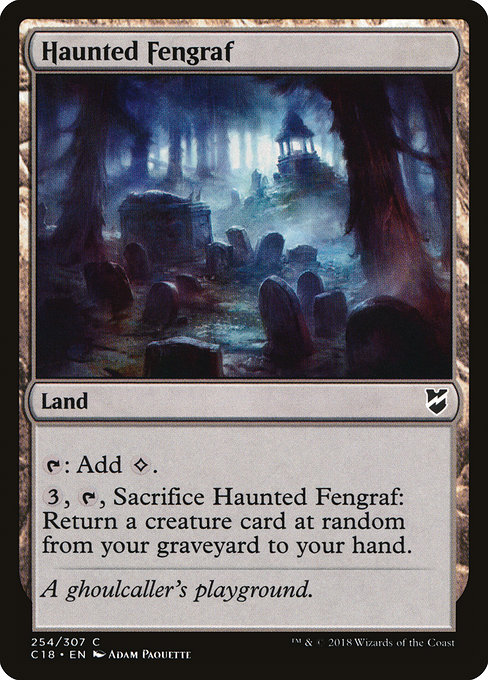 Haunted Fengraf
Land
: Add .
3, , Sacrifice Haunted Fengraf:
Return a creature card at random
from your graveyard to your hand.
A ghoulcaller's playground.
254/307 C
C18 • EN Adam Paquette
™ & © 2018 Wizards of the Coast